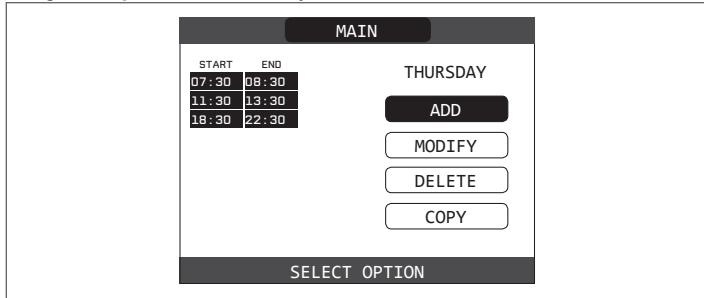 MAIN
START END
07:30 08:30
11:30 13:30
18:30 22:30
THURSDAY
ADD
MODIFY
DELETE
COPY
SELECT OPTION